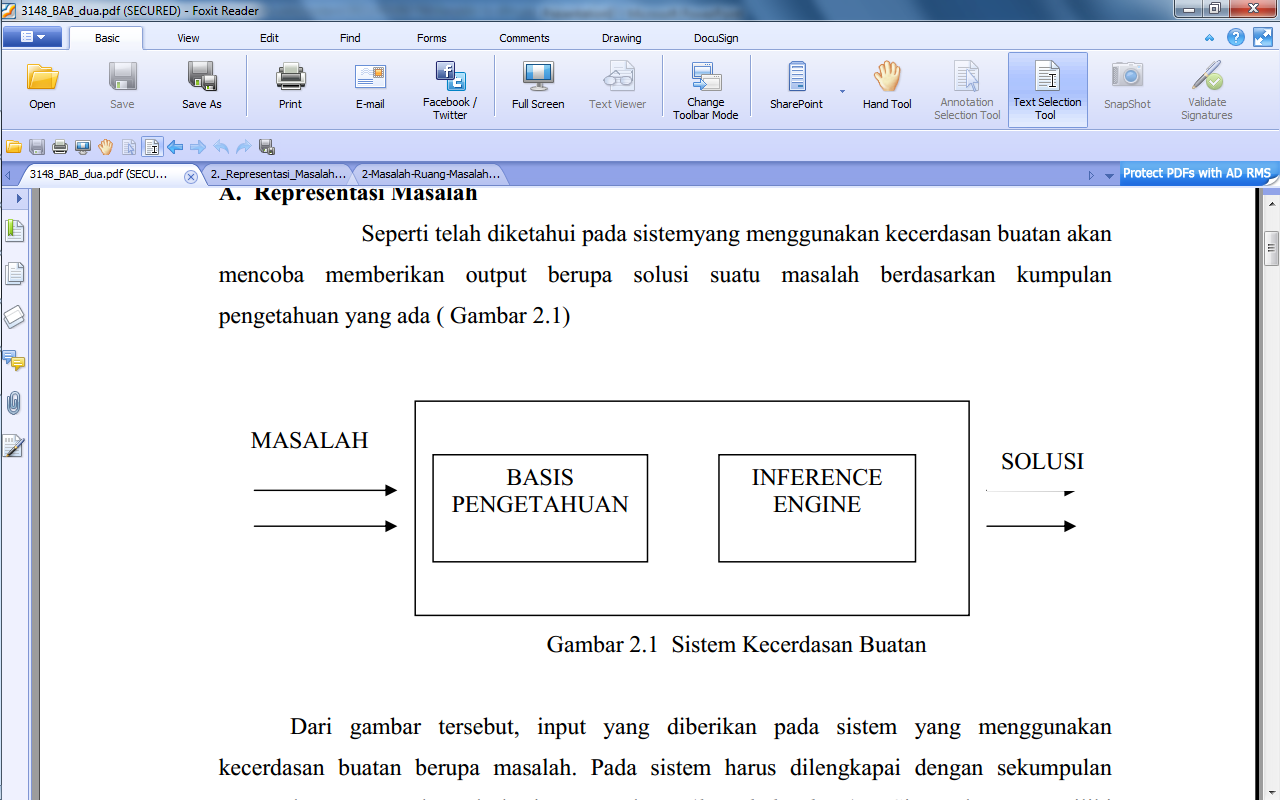 3148_BAB_dua.pdf (SECURED) - Foxit Reader
Basic View Edit Find Forms Comments Drawing DocuSign
Open Save Save As Print E-mail Facebook / Twitter Full Screen Text Viewer Change Toolbar Mode SharePoint Hand Tool Annotation Selection Tool Text Selection Tool SnapShot Validate Signatures
3148_BAB_dua.pdf (SECU... 2._Representasi_Masalah... 2-Masalah-Ruang-Masalah... Protect PDFs with AD RMS
A. Representasi Masalah
Seperti telah diketahui pada sistemyang menggunakan kecerdasan buatan akan
mencoba memberikan output berupa solusi suatu masalah berdasarkan kumpulan
pengetahuan yang ada ( Gambar 2.1)
MASALAH
BASIS
PENGETAHUAN
INFERENCE
ENGINE
SOLUSI
Gambar 2.1 Sistem Kecerdasan Buatan
Dari gambar tersebut, input yang diberikan pada sistem yang menggunakan
kecerdasan buatan berupa masalah. Pada sistem harus dilengkapai dengan sekumpulan